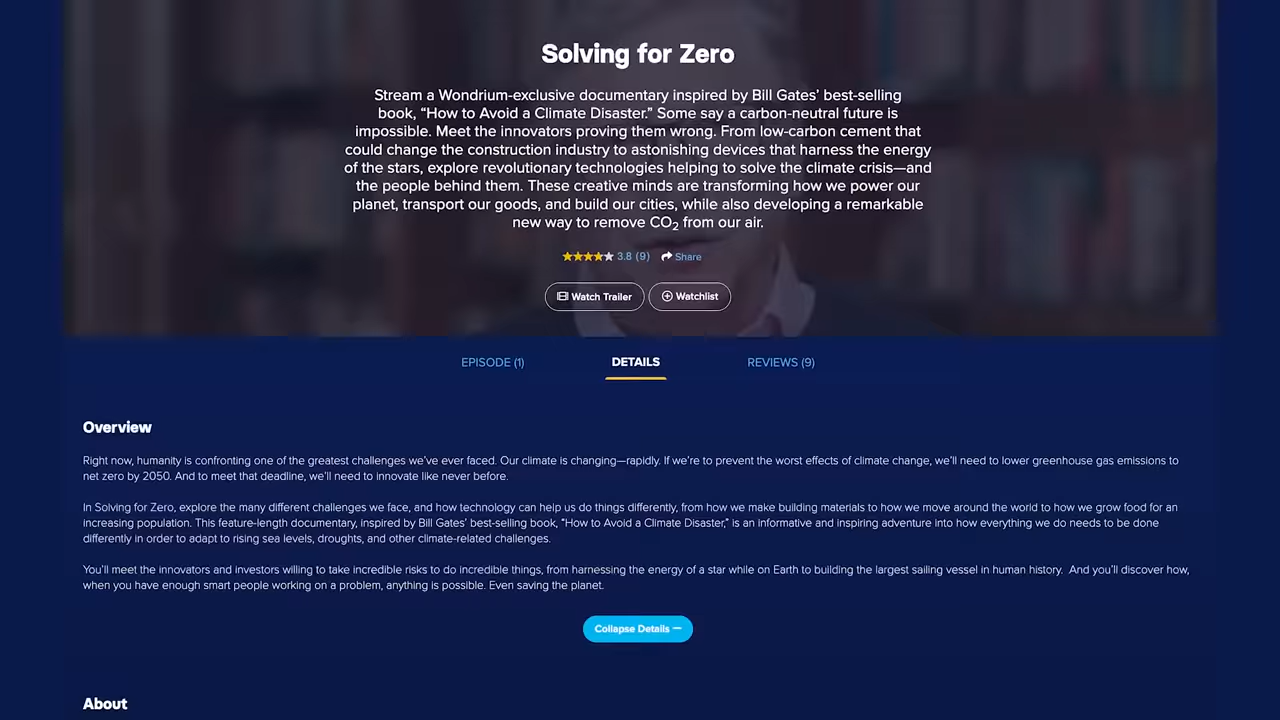 Solving for Zero
Stream a Wondrium-exclusive documentary inspired by Bill Gates’ best-selling
book, “How to Avoid a Climate Disaster.” Some say a carbon-neutral future is
impossible. Meet the innovators proving them wrong. From low-carbon cement that
could change the construction industry to astonishing devices that harness the energy
of the stars, explore revolutionary technologies helping to solve the climate crisis—and
the people behind them. These creative minds are transforming how we power our
planet, transport our goods, and build our cities, while also developing a remarkable
new way to remove CO₂ from our air.
3.8 (9) Share
Watch Trailer Watchlist
EPISODE (1) DETAILS REVIEWS (9)
Overview
Right now, humanity is confronting one of the greatest challenges we’ve ever faced. Our climate is changing—rapidly. If we’re to prevent the worst effects of climate change, we’ll need to lower greenhouse gas emissions to
net zero by 2050. And to meet that deadline, we’ll need to innovate like never before.
In Solving for Zero, explore the many different challenges we face, and how technology can help us do things differently, from how we make building materials to how we move around the world to how we grow food for an
increasing population. This feature-length documentary, inspired by Bill Gates’ best-selling book, “How to Avoid a Climate Disaster,” is an informative and inspiring adventure into how everything we do needs to be done
differently in order to adapt to rising sea levels, droughts, and other climate-related challenges.
You’ll meet the innovators and investors willing to take incredible risks to do incredible things, from harnessing the energy of a star while on Earth to building the largest sailing vessel in human history. And you’ll discover how,
when you have enough smart people working on a problem, anything is possible. Even saving the planet.
Collapse Details —
About